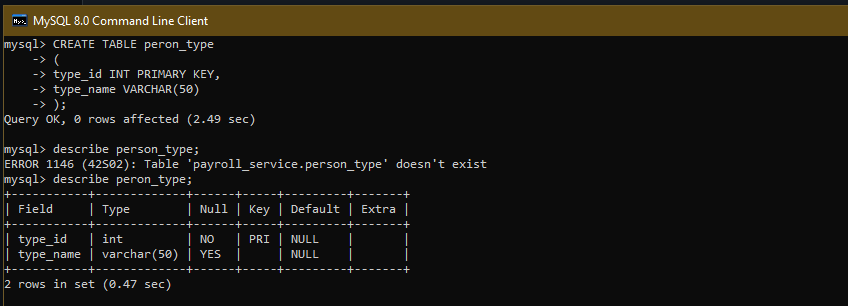 MySQL 8.0 Command Line Client
mysql> CREATE TABLE peron_type
    -> (
    -> type_id INT PRIMARY KEY,
    -> type_name VARCHAR(50)
    -> );
Query OK, 0 rows affected (2.49 sec)

mysql> describe person_type;
ERROR 1146 (42S02): Table 'payroll_service.person_type' doesn't exist
mysql> describe peron_type;
+-----------+-------------+------+-----+---------+-------+
| Field     | Type        | Null | Key | Default | Extra |
+-----------+-------------+------+-----+---------+-------+
| type_id   | int         | NO   | PRI | NULL    |       |
| type_name | varchar(50) | YES  |     | NULL    |       |
+-----------+-------------+------+-----+---------+-------+
2 rows in set (0.47 sec)